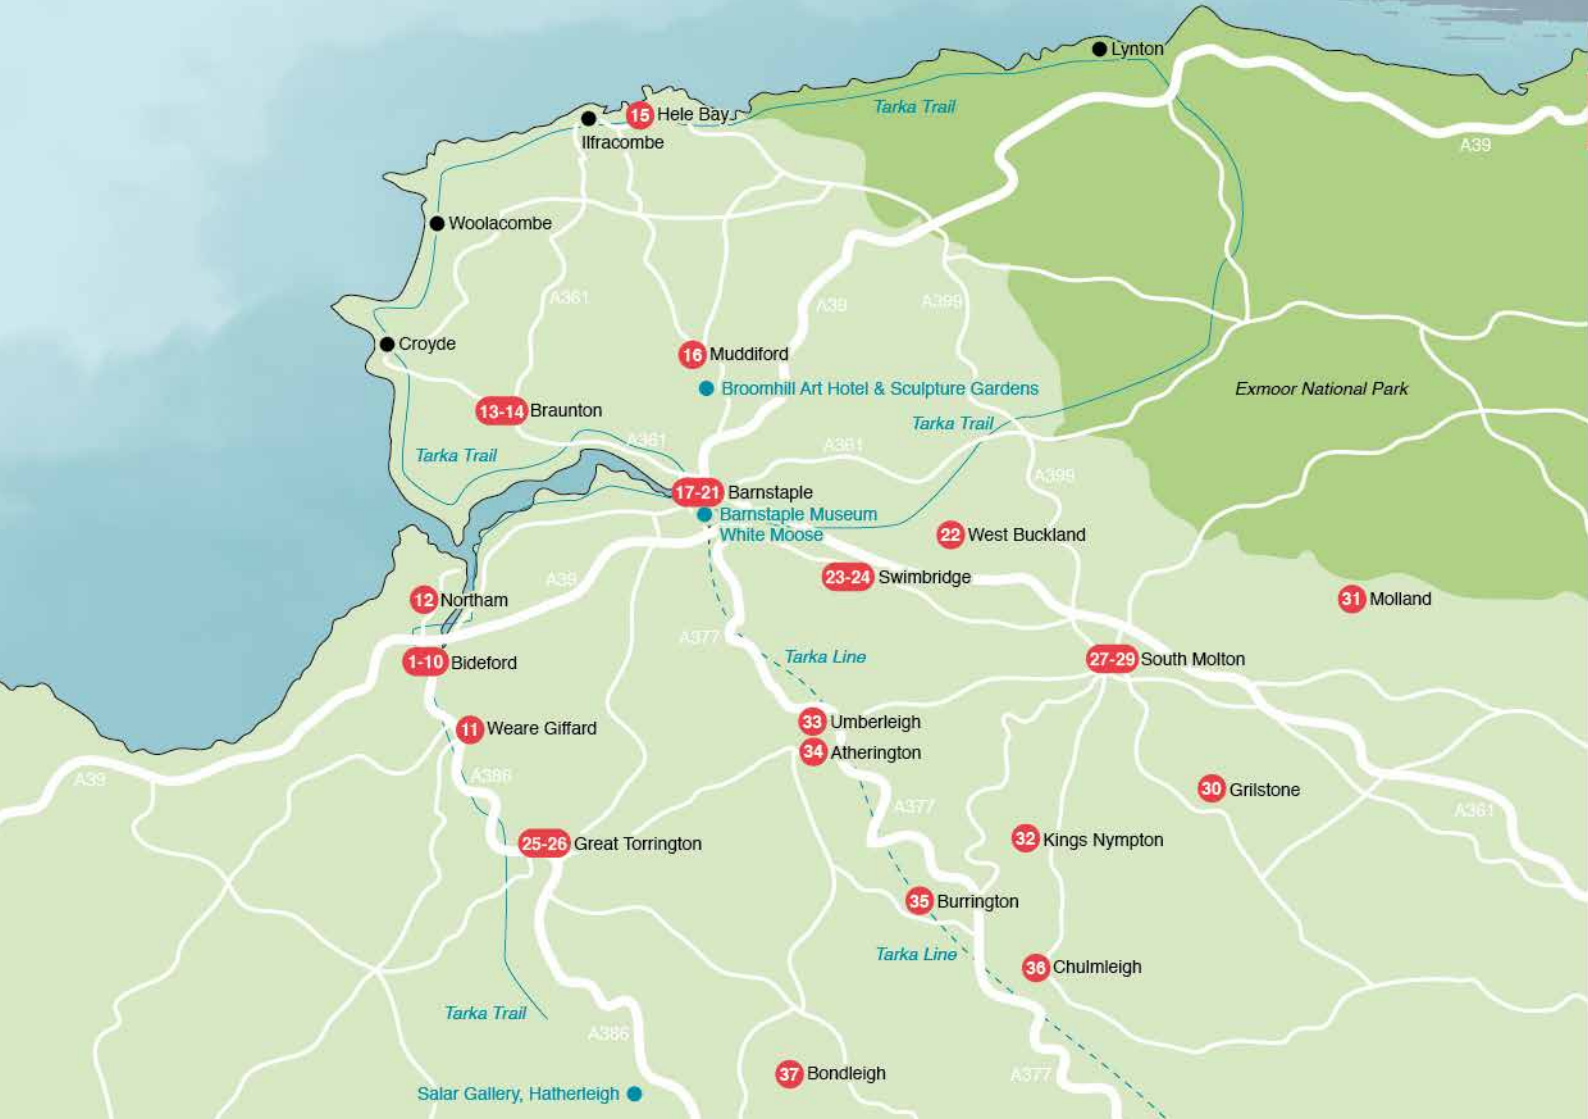 Lynton
Tarka Trail
15 Hele Bay
Ilfracombe
A39
Woolacombe
A361
A39
A399
Croyde
16 Muddiford
Broomhill Art Hotel & Sculpture Gardens
Exmoor National Park
13-14 Braunton
Tarka Trail
A361
A361
Tarka Trail
A399
17-21 Barnstaple
Barnstaple Museum
White Moose
22 West Buckland
23-24 Swimbridge
A39
12 Northam
31 Molland
A377
Tarka Line
1-10 Bideford
27-29 South Molton
11 Weare Giffard
33 Umberleigh
34 Atherington
A39
A386
30 Grilstone
A377
A361
32 Kings Nympton
25-26 Great Torrington
35 Burrington
Tarka Line
36 Chulmleigh
Tarka Trail
A386
37 Bondleigh
A377
Salar Gallery, Hatherleigh